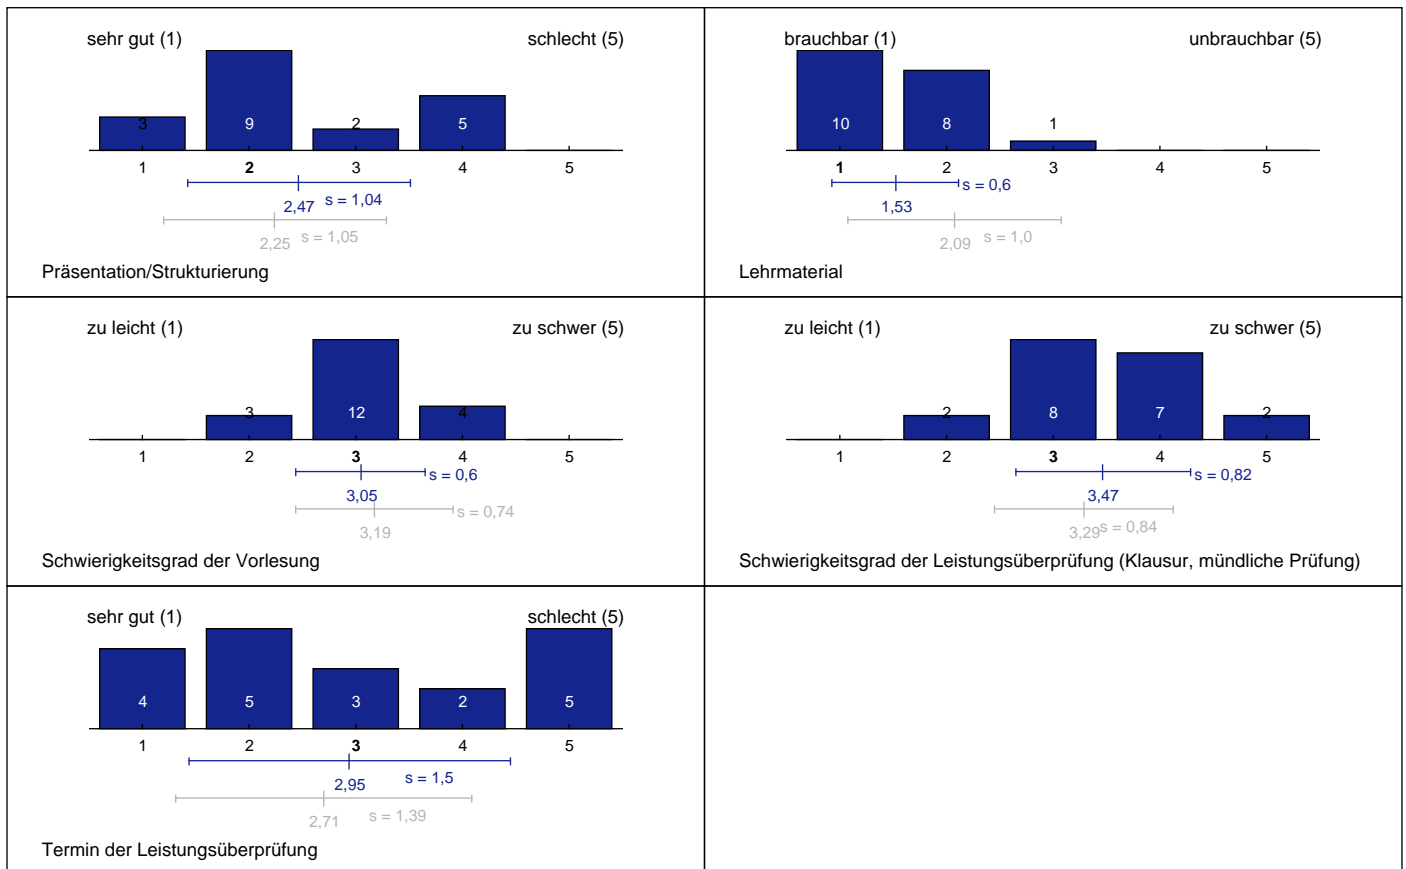 sehr gut (1) schlecht (5)
3 9 2 5
1 2 3 4 5
2,47 s = 1,04
2,25 s = 1,05
Präsentation/Strukturierung
brauchbar (1) unbrauchbar (5)
10 8 1
1 2 3 4 5
s = 0,6
1,53
2,09 s = 1,0
Lehrmaterial
zu leicht (1) zu schwer (5)
3 12 4
1 2 3 4 5
s = 0,6
3,05
s = 0,74
3,19
Schwierigkeitsgrad der Vorlesung
zu leicht (1) zu schwer (5)
2 8 7 2
1 2 3 4 5
s = 0,82
3,47
3,29 s = 0,84
Schwierigkeitsgrad der Leistungsüberprüfung (Klausur, mündliche Prüfung)
sehr gut (1) schlecht (5)
4 5 3 2 5
1 2 3 4 5
2,95 s = 1,5
2,71 s = 1,39
Termin der Leistungsüberprüfung